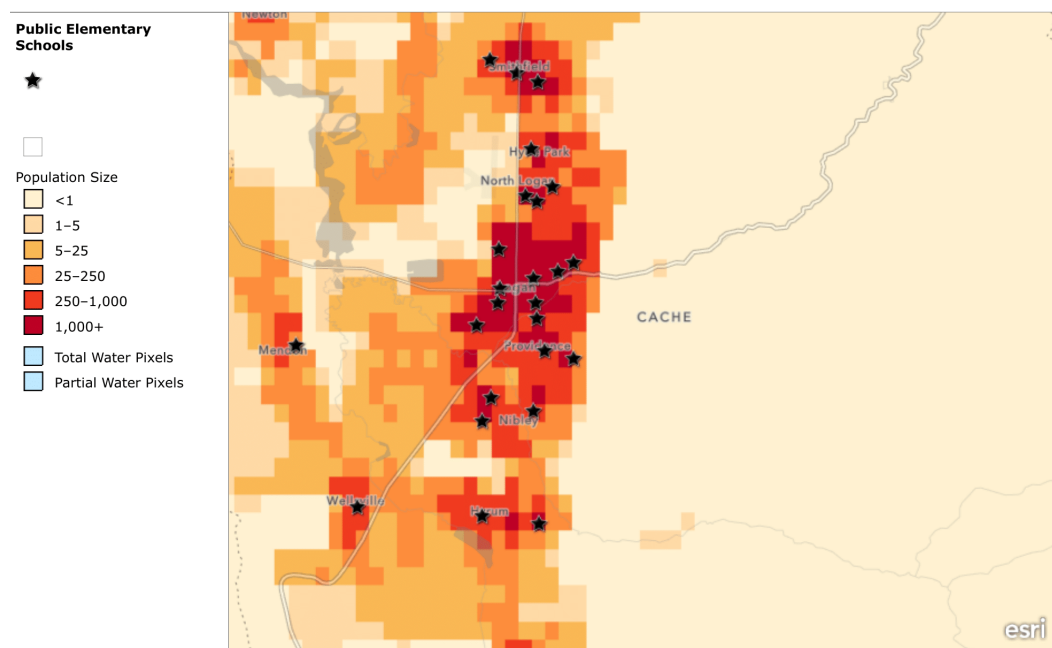 Public Elementary
Schools
Population Size
<1
1–5
5–25
25–250
250–1,000
1,000+
Total Water Pixels
Partial Water Pixels
Newton
Smithfield
Hyde Park
North Logan
Logan
CACHE
Providence
Mendon
Nibley
Wellsville
Hyrum
esri